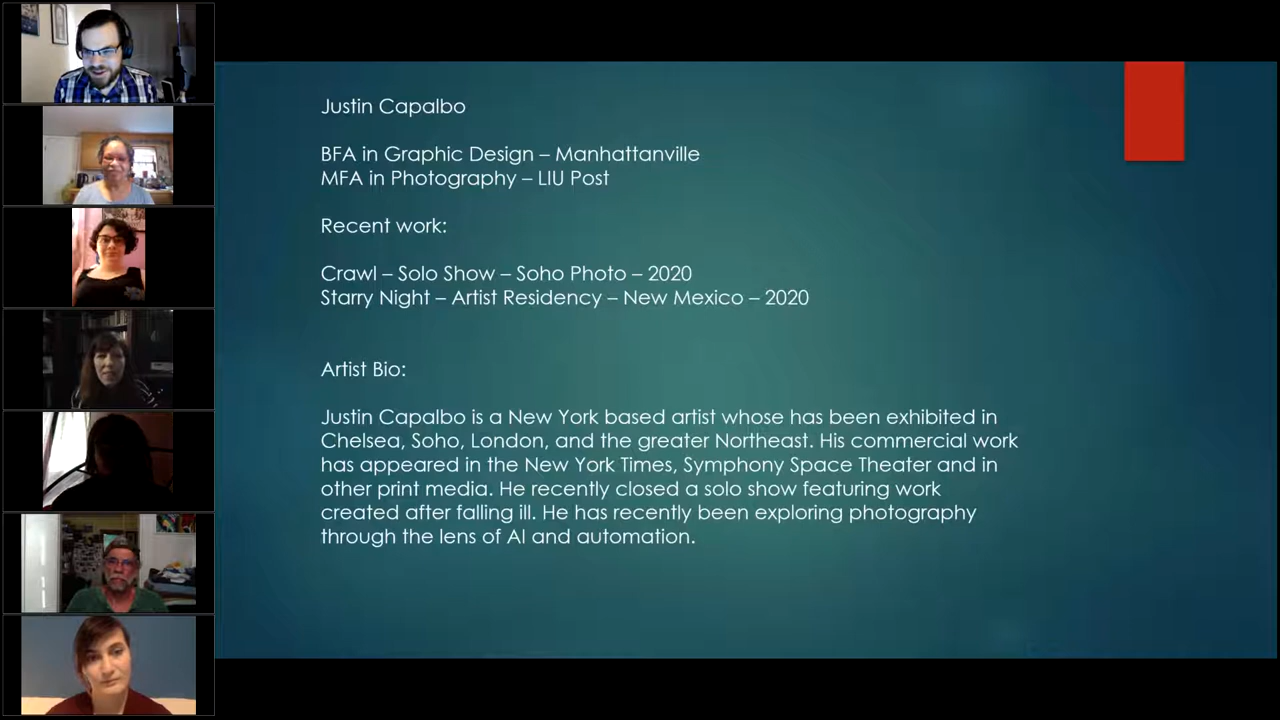 Justin Capalbo
BFA in Graphic Design – Manhattanville
MFA in Photography – LIU Post
Recent work:
Crawl – Solo Show – Soho Photo – 2020
Starry Night – Artist Residency – New Mexico – 2020
Artist Bio:
Justin Capalbo is a New York based artist whose has been exhibited in
Chelsea, Soho, London, and the greater Northeast. His commercial work
has appeared in the New York Times, Symphony Space Theater and in
other print media. He recently closed a solo show featuring work
created after falling ill. He has recently been exploring photography
through the lens of AI and automation.